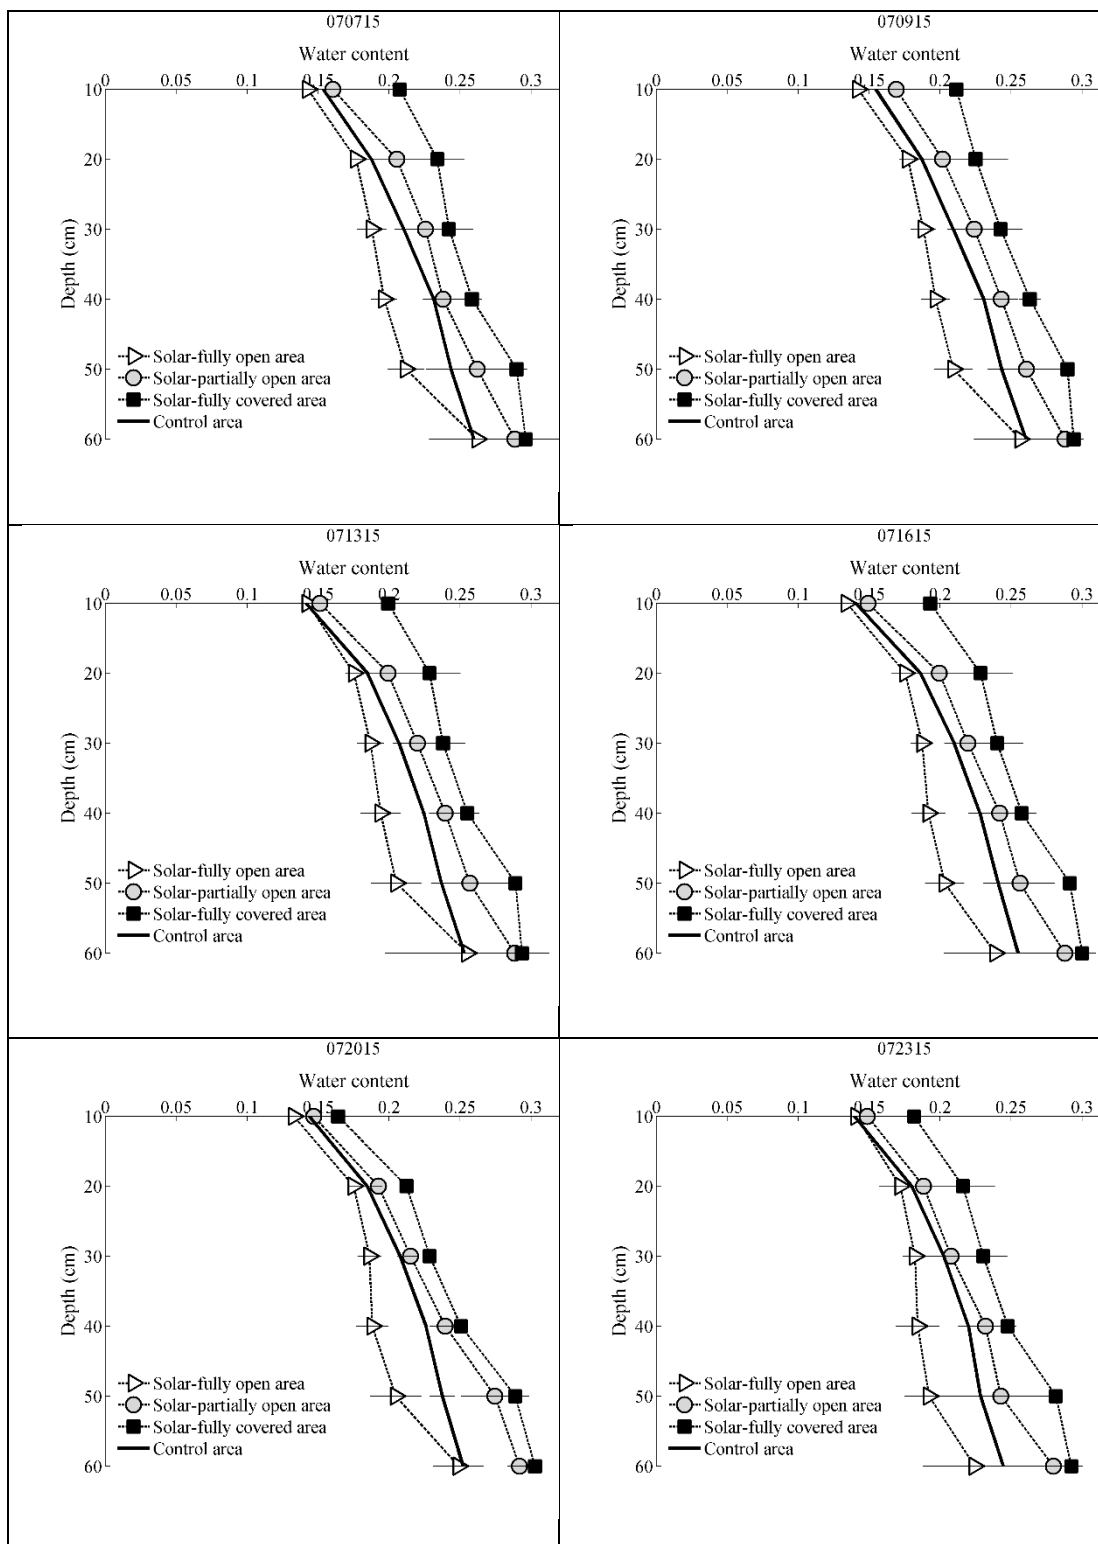 070715
Water content
0 0.05 0.1 0.15 0.2 0.25 0.3
10
20
30
40
50
60
Depth (cm)
Solar-fully open area
Solar-partially open area
Solar-fully covered area
Control area
070915
Water content
0 0.05 0.1 0.15 0.2 0.25 0.3
10
20
30
40
50
60
Depth (cm)
Solar-fully open area
Solar-partially open area
Solar-fully covered area
Control area
071315
Water content
0 0.05 0.1 0.15 0.2 0.25 0.3
10
20
30
40
50
60
Depth (cm)
Solar-fully open area
Solar-partially open area
Solar-fully covered area
Control area
071615
Water content
0 0.05 0.1 0.15 0.2 0.25 0.3
10
20
30
40
50
60
Depth (cm)
Solar-fully open area
Solar-partially open area
Solar-fully covered area
Control area
072015
Water content
0 0.05 0.1 0.15 0.2 0.25 0.3
10
20
30
40
50
60
Depth (cm)
Solar-fully open area
Solar-partially open area
Solar-fully covered area
Control area
072315
Water content
0 0.05 0.1 0.15 0.2 0.25 0.3
10
20
30
40
50
60
Depth (cm)
Solar-fully open area
Solar-partially open area
Solar-fully covered area
Control area